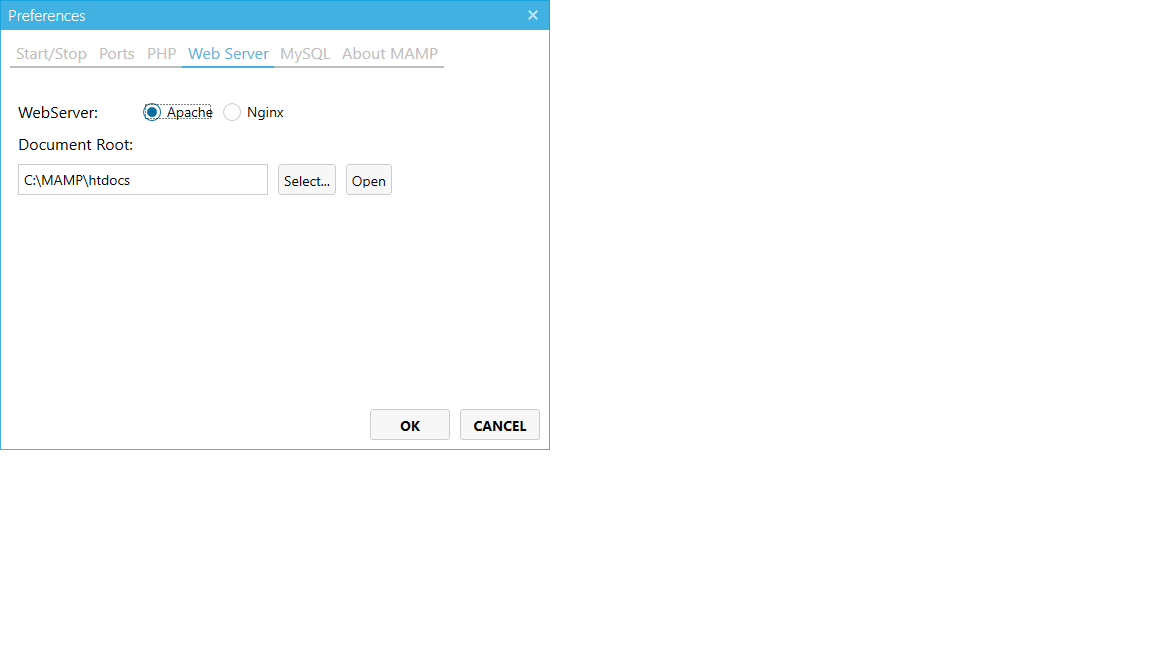 Preferences
Start/Stop Ports PHP Web Server MySQL About MAMP
WebServer: Apache Nginx
Document Root:
C:\MAMP\htdocs Select... Open
OK CANCEL